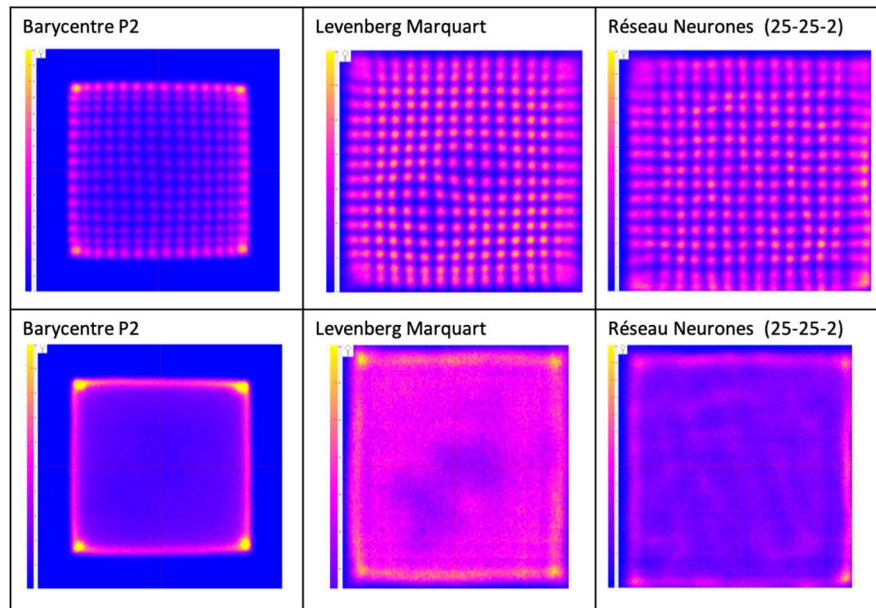 Barycentre P2
Levenberg Marquart
Réseau Neurones (25-25-2)
Barycentre P2
Levenberg Marquart
Réseau Neurones (25-25-2)